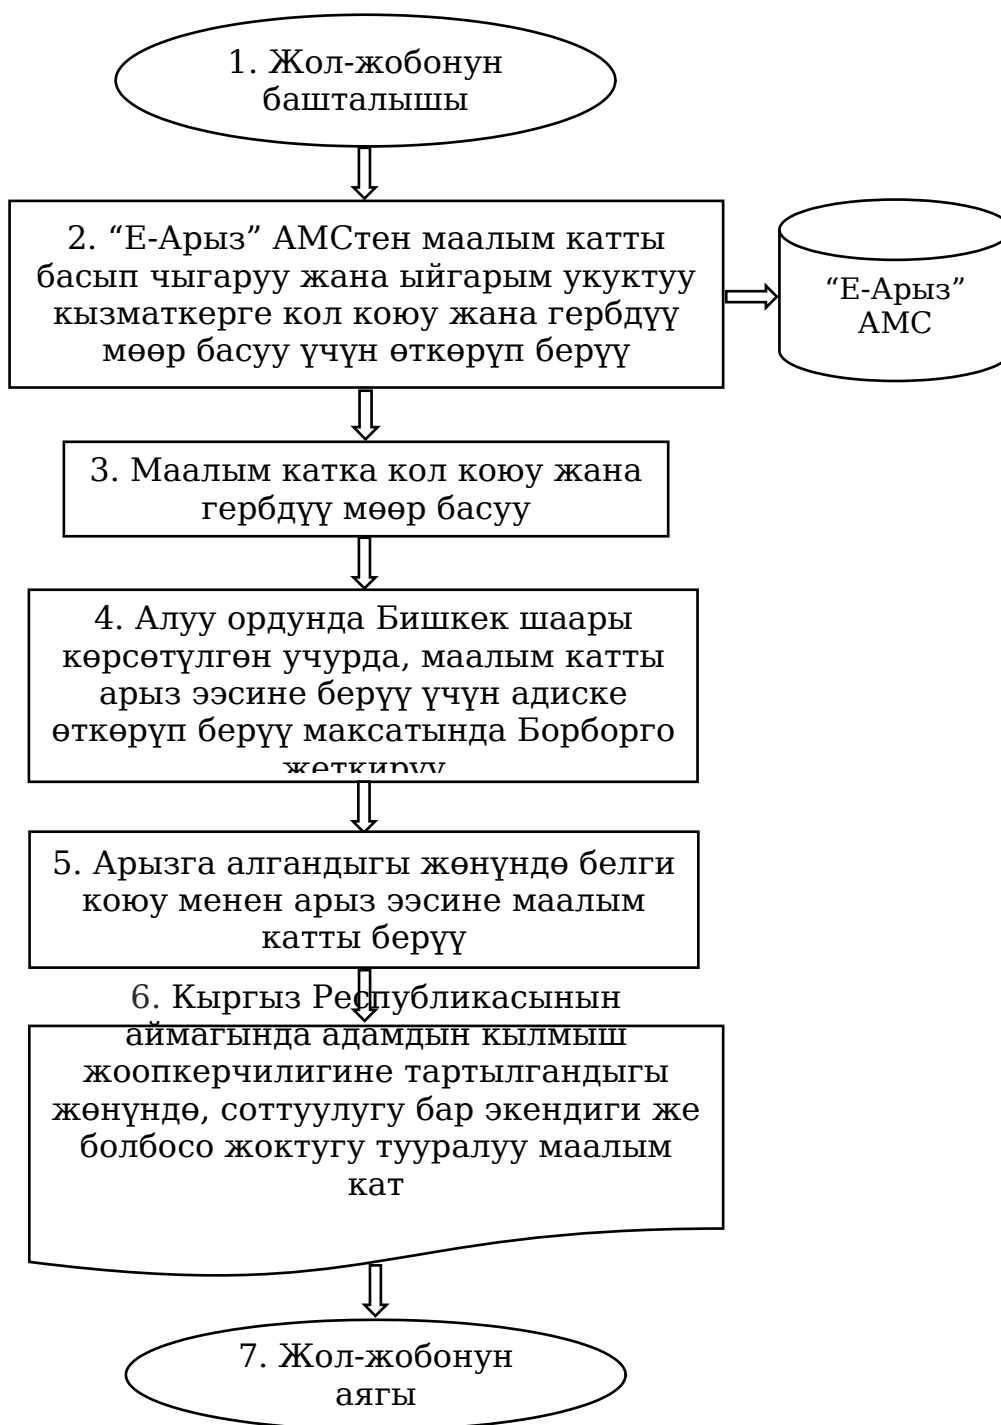 1. Жол-жобонун
башталышы
2. “Е-Арыз” АМСтен маалым катты
басып чыгаруу жана ыйгарым укуктуу
кызматкерге кол коюу жана гербдүү
мөөр басуу үчүн өткөрүп берүү
“Е-Арыз”
АМС
3. Маалым катка кол коюу жана
гербдүү мөөр басуу
4. Алуу ордунда Бишкек шаары
көрсөтүлгөн учурда, маалым катты
арыз ээсине берүү үчүн адиске
өткөрүп берүү максатында Борборго
жеткирүү
5. Арызга алгандыгы жөнүндө белги
коюу менен арыз ээсине маалым
катты берүү
6. Кыргыз Республикасынын
аймагында адамдын кылмыш
жоопкерчилигине тартылгандыгы
жөнүндө, соттуулугу бар экендиги же
болбосо жоктугу тууралуу маалым
кат
7. Жол-жобонун
аягы